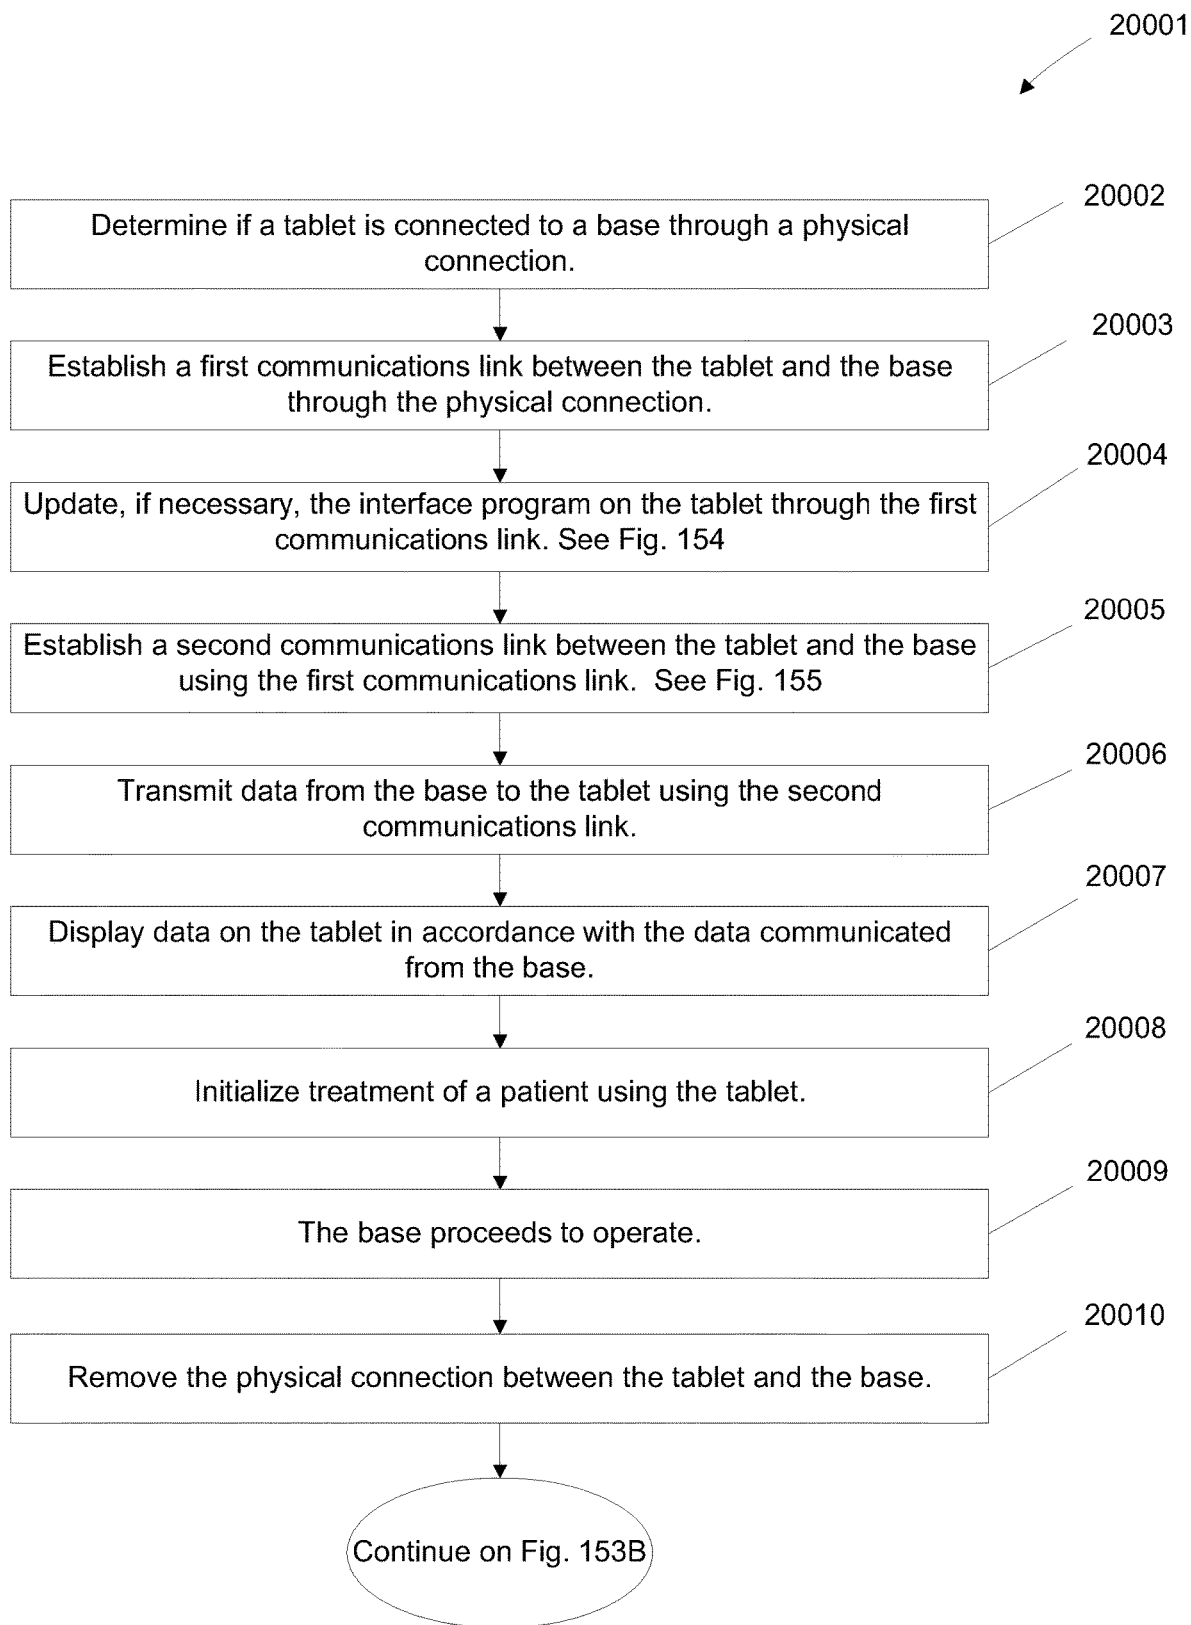 20001
20002
Determine if a tablet is connected to a base through a physical
connection.
20003
Establish a first communications link between the tablet and the base
through the physical connection.
20004
Update, if necessary, the interface program on the tablet through the first
communications link. See Fig. 154
20005
Establish a second communications link between the tablet and the base
using the first communications link.  See Fig. 155
20006
Transmit data from the base to the tablet using the second
communications link.
20007
Display data on the tablet in accordance with the data communicated
from the base.
20008
Initialize treatment of a patient using the tablet.
20009
The base proceeds to operate.
20010
Remove the physical connection between the tablet and the base.
Continue on Fig. 153B